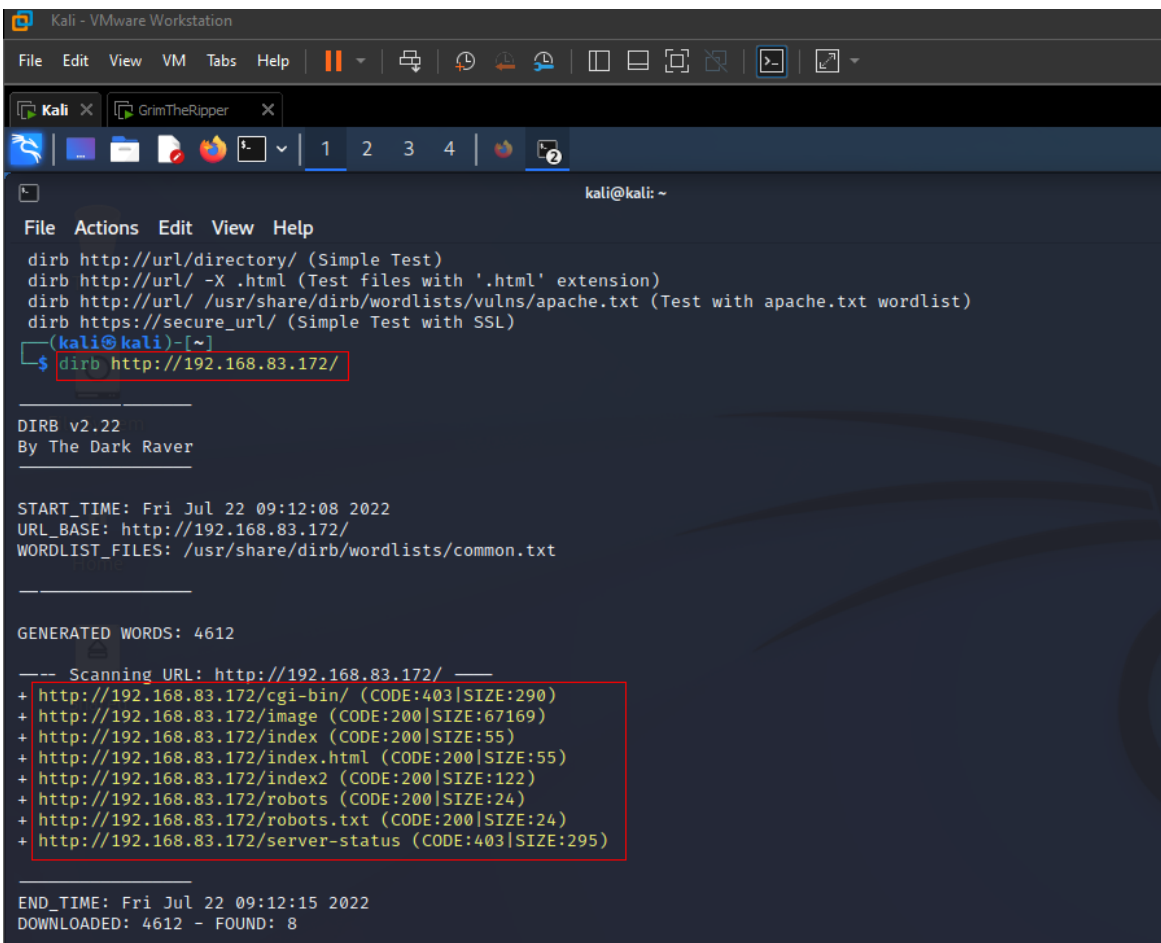 Kali - VMware Workstation
File Edit View VM Tabs Help
Kali GrimTheRipper
1 2 3 4 2
kali@kali: ~
File Actions Edit View Help
dirb http://url/directory/ (Simple Test)
dirb http://url/ -X .html (Test files with '.html' extension)
dirb http://url/ /usr/share/dirb/wordlists/vulns/apache.txt (Test with apache.txt wordlist)
dirb https://secure_url/ (Simple Test with SSL)
(kali㉿kali)-[~]
$ dirb http://192.168.83.172/
DIRB v2.22
By The Dark Raver
START_TIME: Fri Jul 22 09:12:08 2022
URL_BASE: http://192.168.83.172/
WORDLIST_FILES: /usr/share/dirb/wordlists/common.txt
Home
GENERATED WORDS: 4612
---- Scanning URL: http://192.168.83.172/ ----
+ http://192.168.83.172/cgi-bin/ (CODE:403|SIZE:290)
+ http://192.168.83.172/image (CODE:200|SIZE:67169)
+ http://192.168.83.172/index (CODE:200|SIZE:55)
+ http://192.168.83.172/index.html (CODE:200|SIZE:55)
+ http://192.168.83.172/index2 (CODE:200|SIZE:122)
+ http://192.168.83.172/robots (CODE:200|SIZE:24)
+ http://192.168.83.172/robots.txt (CODE:200|SIZE:24)
+ http://192.168.83.172/server-status (CODE:403|SIZE:295)
END_TIME: Fri Jul 22 09:12:15 2022
DOWNLOADED: 4612 - FOUND: 8